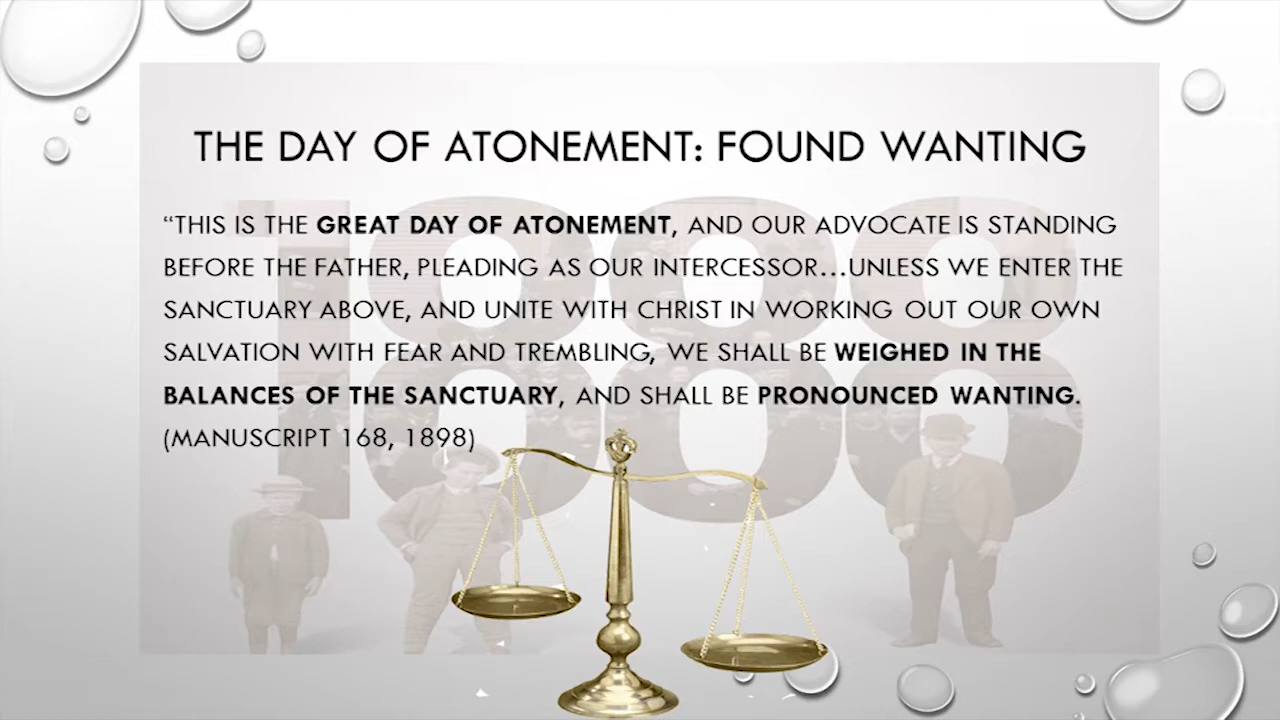 THE DAY OF ATONEMENT: FOUND WANTING
“THIS IS THE GREAT DAY OF ATONEMENT, AND OUR ADVOCATE IS STANDING
BEFORE THE FATHER, PLEADING AS OUR INTERCESSOR…UNLESS WE ENTER THE
SANCTUARY ABOVE, AND UNITE WITH CHRIST IN WORKING OUT OUR OWN
SALVATION WITH FEAR AND TREMBLING, WE SHALL BE WEIGHED IN THE
BALANCES OF THE SANCTUARY, AND SHALL BE PRONOUNCED WANTING.
(MANUSCRIPT 168, 1898)
1888